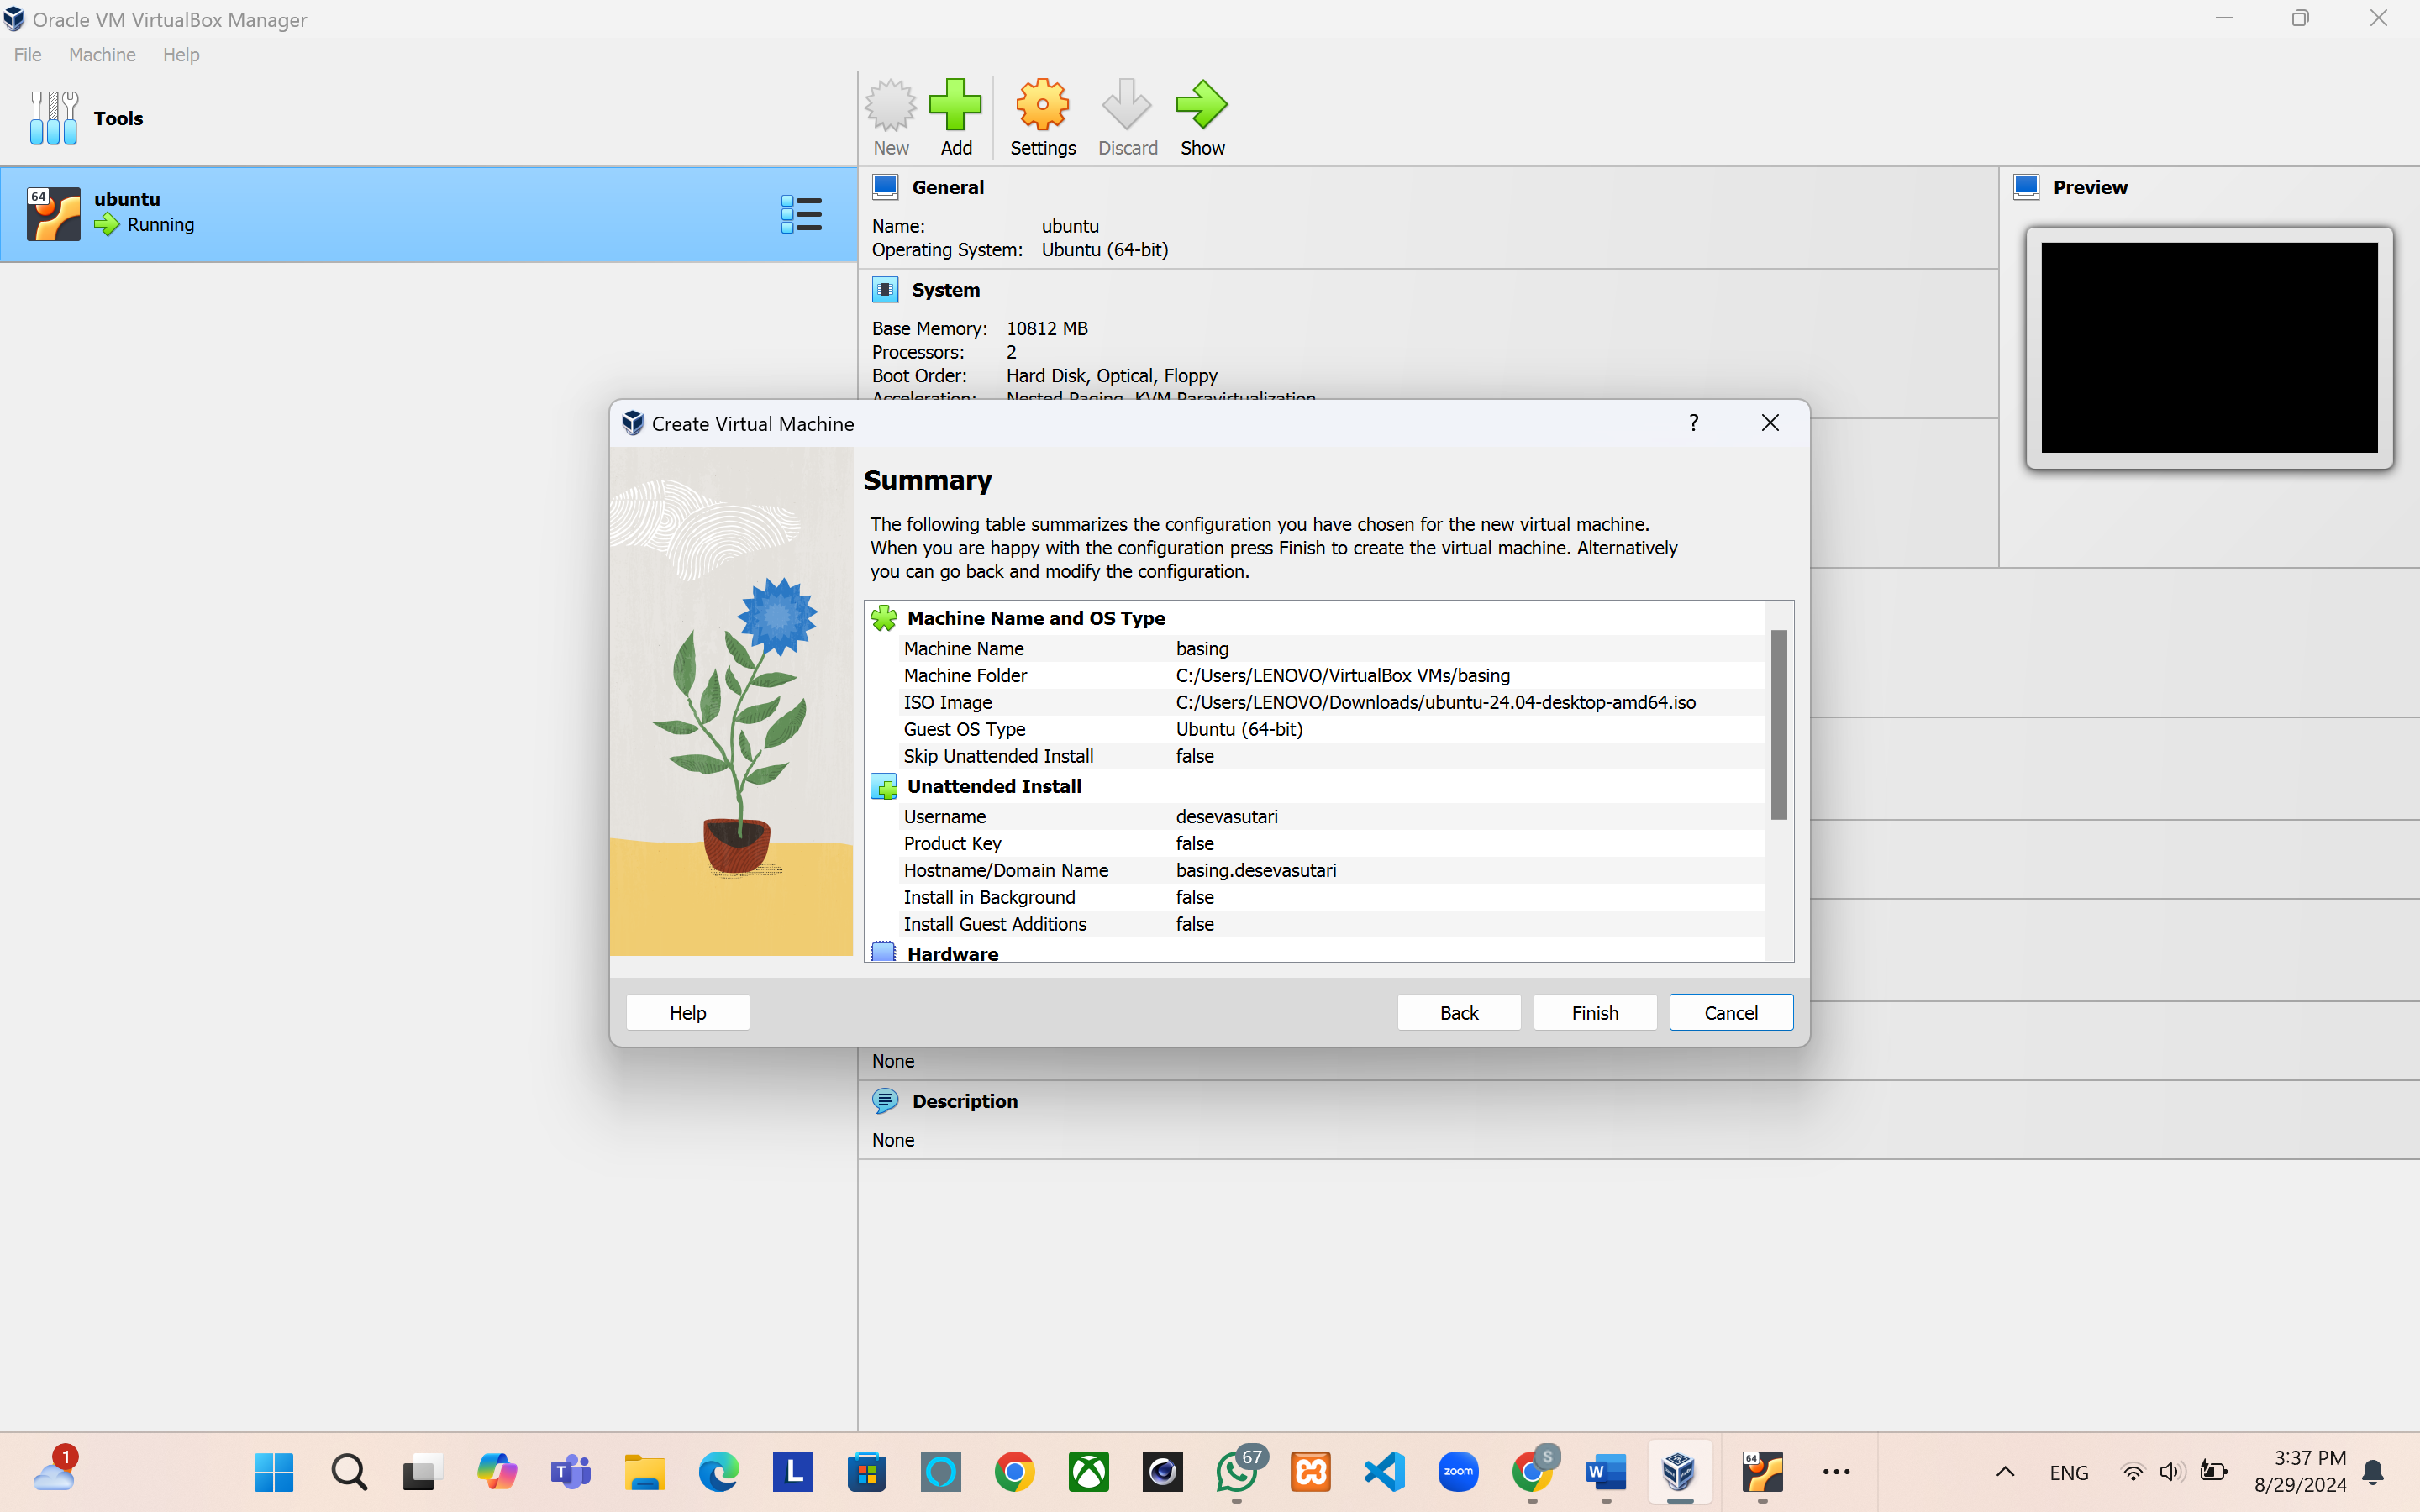 Oracle VM VirtualBox Manager
File Machine Help
Tools
New Add Settings Discard Show
64
ubuntu
Running
General
Name: ubuntu
Operating System: Ubuntu (64-bit)
Preview
System
Base Memory: 10812 MB
Processors: 2
Boot Order: Hard Disk, Optical, Floppy
Acceleration: Nested Paging, KVM Paravirtualization
Create Virtual Machine
?
Summary
The following table summarizes the configuration you have chosen for the new virtual machine.
When you are happy with the configuration press Finish to create the virtual machine. Alternatively
you can go back and modify the configuration.
Machine Name and OS Type
Machine Name basing
Machine Folder C:/Users/LENOVO/VirtualBox VMs/basing
ISO Image C:/Users/LENOVO/Downloads/ubuntu-24.04-desktop-amd64.iso
Guest OS Type Ubuntu (64-bit)
Skip Unattended Install false
Unattended Install
Username desevasutari
Product Key false
Hostname/Domain Name basing.desevasutari
Install in Background false
Install Guest Additions false
Hardware
Help Back Finish Cancel
None
Description
None
1
T
L
67
zoom
S
W
64
ENG
3:37 PM
8/29/2024